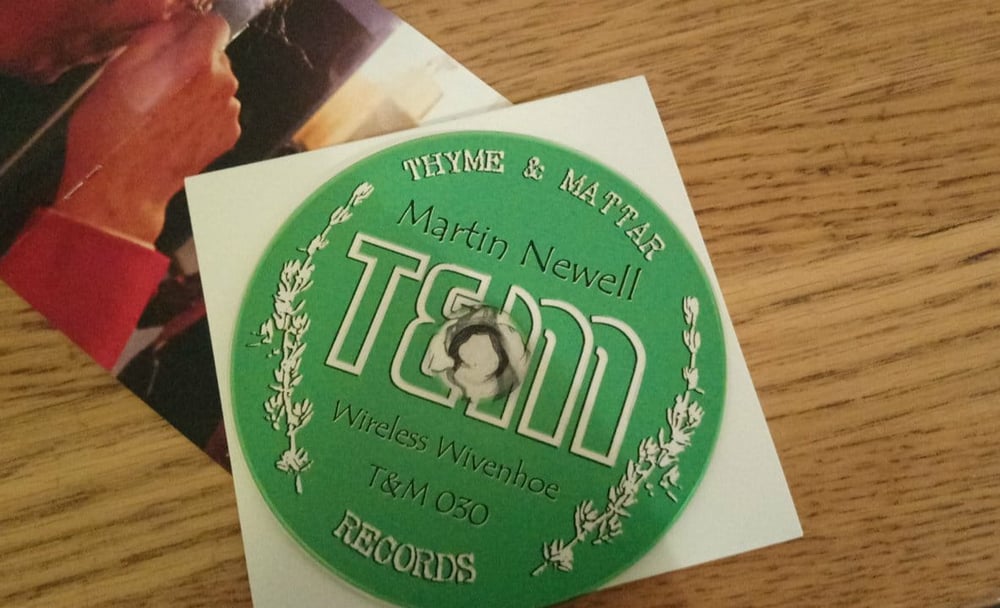 THYME & MATTAR
Martin Newell
T&M
Wireless Wivenhoe
T&M 030
RECORDS